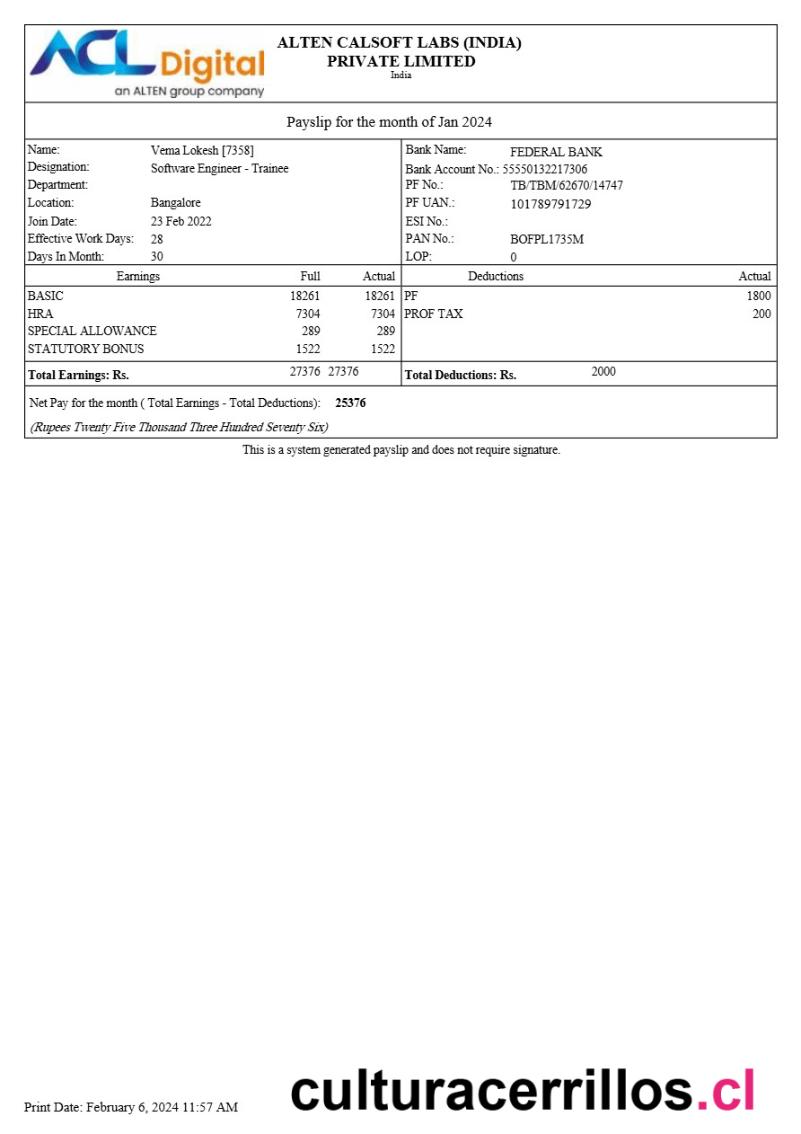 ACL Digital
an ALTEN group company
ALTEN CALSOFT LABS (INDIA)
PRIVATE LIMITED
India
Payslip for the month of Jan 2024
Name: Vema Lokesh [7358] Bank Name: FEDERAL BANK
Designation: Software Engineer - Trainee Bank Account No.: 55550132217306
Department: PF No.: TB/TBM/62670/14747
Location: Bangalore PF UAN.: 101789791729
Join Date: 23 Feb 2022 ESI No.:
Effective Work Days: 28 PAN No.: BOFPL1735M
Days In Month: 30 LOP: 0
Earnings Full Actual Deductions Actual
BASIC 18261 18261 PF 1800
HRA 7304 7304 PROF TAX 200
SPECIAL ALLOWANCE 289 289
STATUTORY BONUS 1522 1522
Total Earnings: Rs. 27376 27376 Total Deductions: Rs. 2000
Net Pay for the month ( Total Earnings - Total Deductions): 25376
(Rupees Twenty Five Thousand Three Hundred Seventy Six)
This is a system generated payslip and does not require signature.
Print Date: February 6, 2024 11:57 AM
culturacerrillos.cl